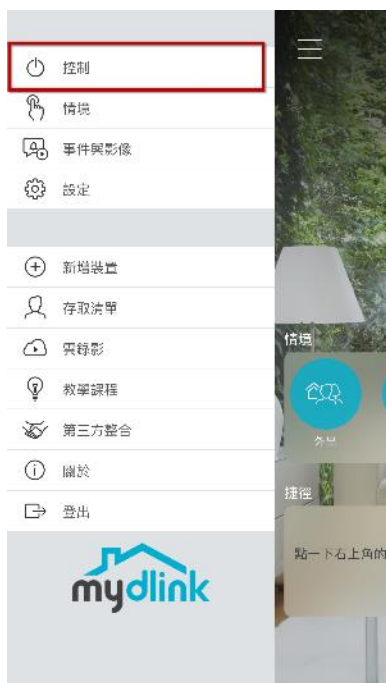 控制
情境
事件與影像
設定
新增裝置
存取清單
雲錄影
教學課程
第三方整合
關於
登出
mydlink
情境
外出
捷徑
點一下右上角的